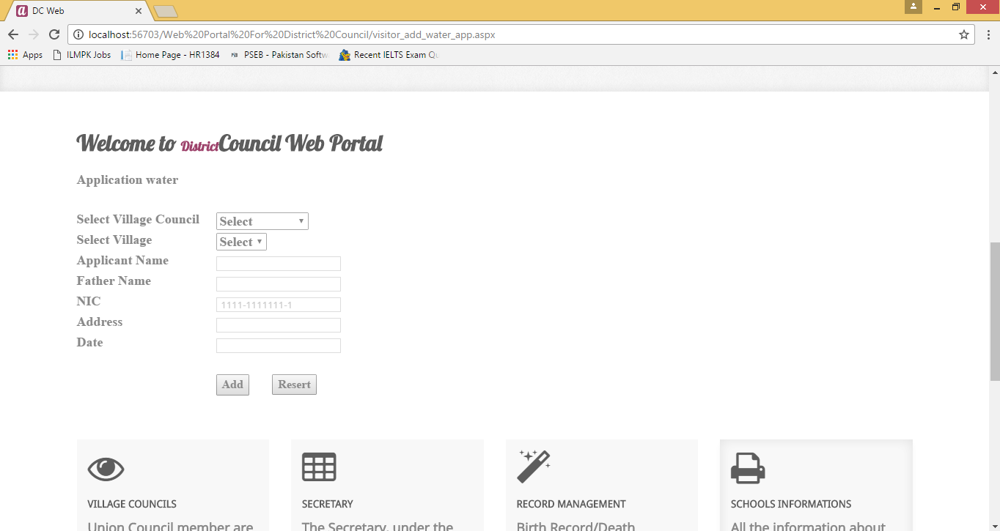 DC Web
localhost:56703/Web%20Portal%20For%20District%20Council/visitor_add_water_app.aspx
Apps ILMPK Jobs Home Page - HR1384 PSEB - Pakistan Softw Recent IELTS Exam Qu
Welcome to DistrictCouncil Web Portal
Application water
Select Village Council Select
Select Village Select
Applicant Name
Father Name
NIC 1111-1111111-1
Address
Date
Add Resert
VILLAGE COUNCILS SECRETARY RECORD MANAGEMENT SCHOOLS INFORMATIONS
Union Council member are The Secretary, under the Birth Record/Death All the information about